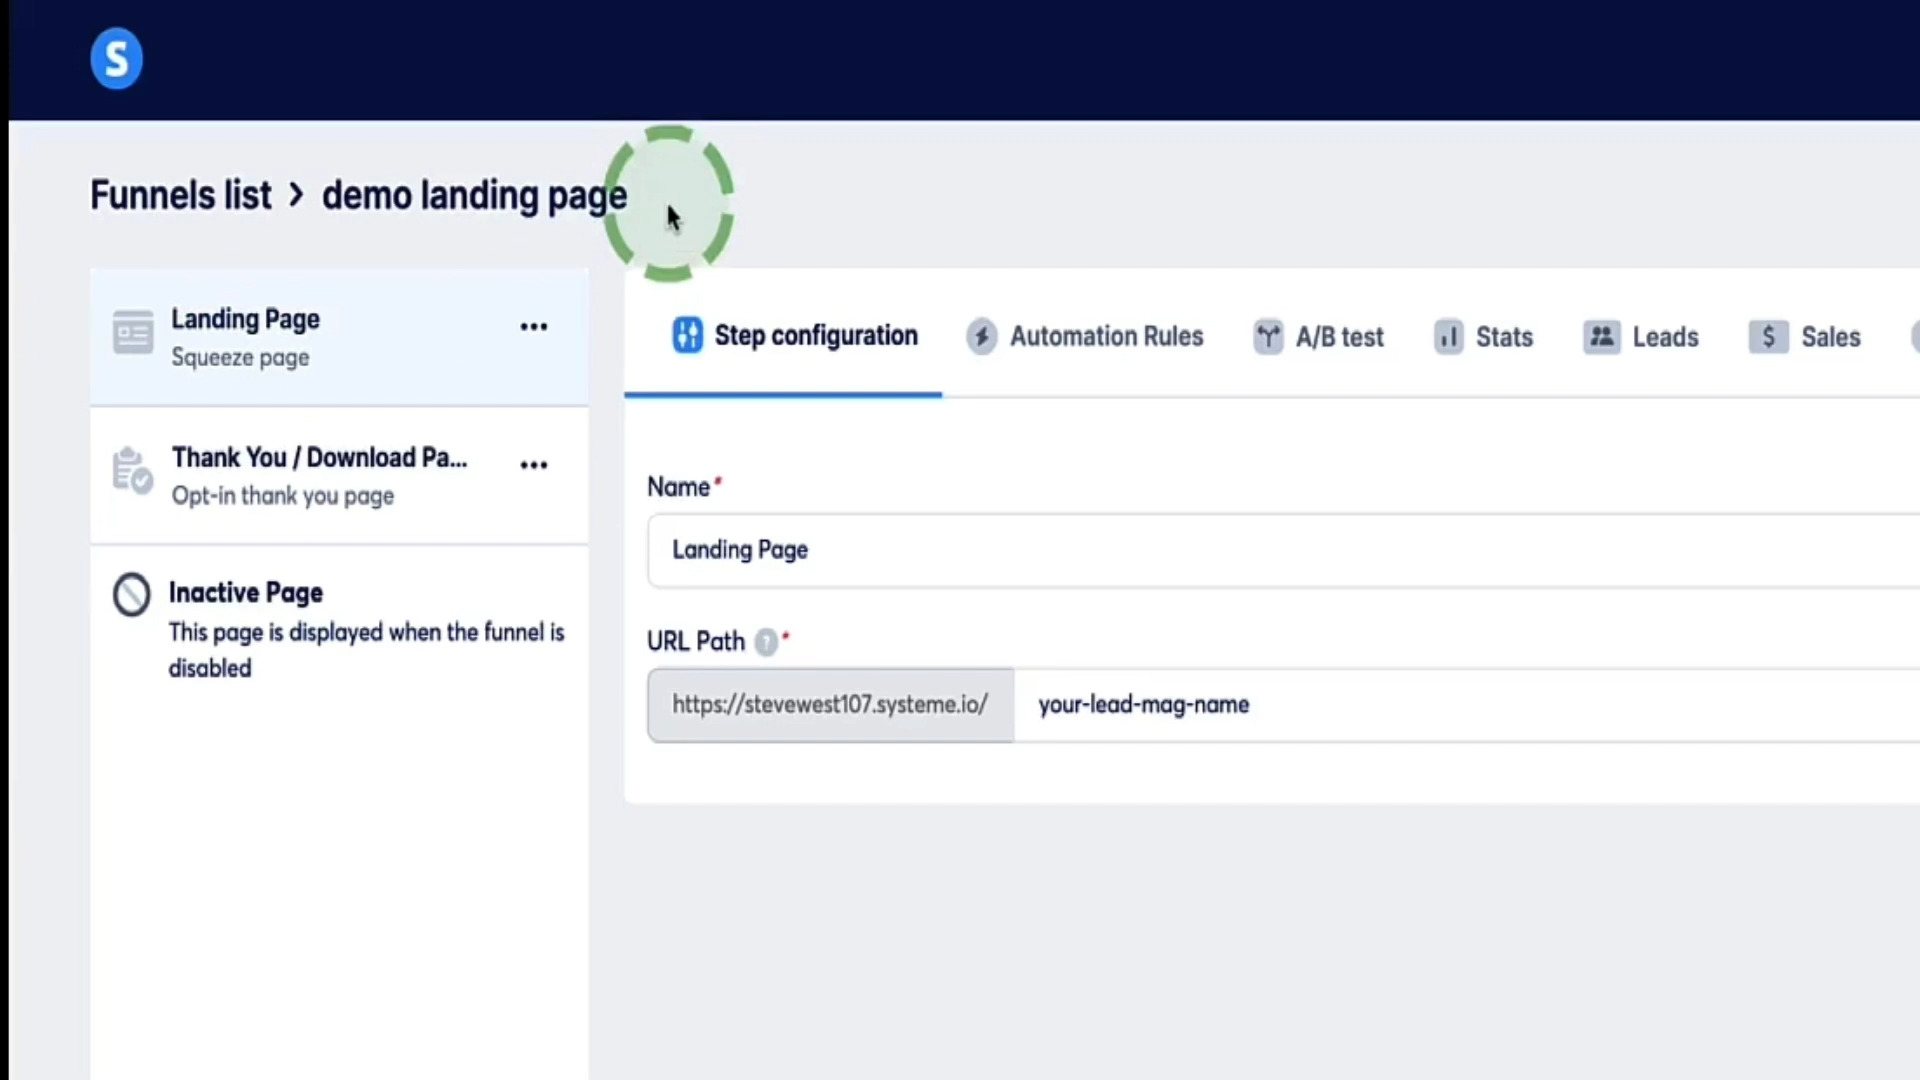 S
Funnels list > demo landing page
Landing Page
Squeeze page
Thank You / Download Pa...
Opt-in thank you page
Inactive Page
This page is displayed when the funnel is
disabled
Step configuration
Automation Rules
A/B test
Stats
$
Leads
Sales
Name*
Landing Page
URL Path ?*
https://stevewest107.systeme.io/
your-lead-mag-name